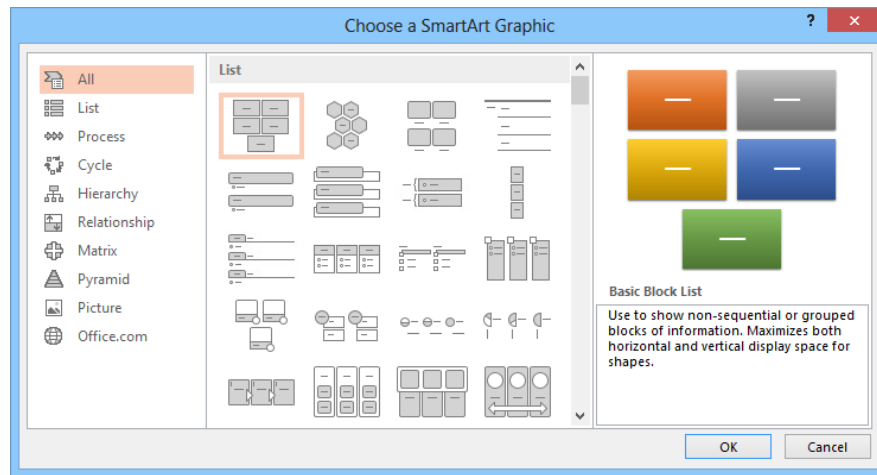 Choose a SmartArt Graphic
?
All
List
Process
Cycle
Hierarchy
Relationship
Matrix
Pyramid
Picture
Office.com
List
Basic Block List
Use to show non-sequential or grouped
blocks of information. Maximizes both
horizontal and vertical display space for
shapes.
OK
Cancel